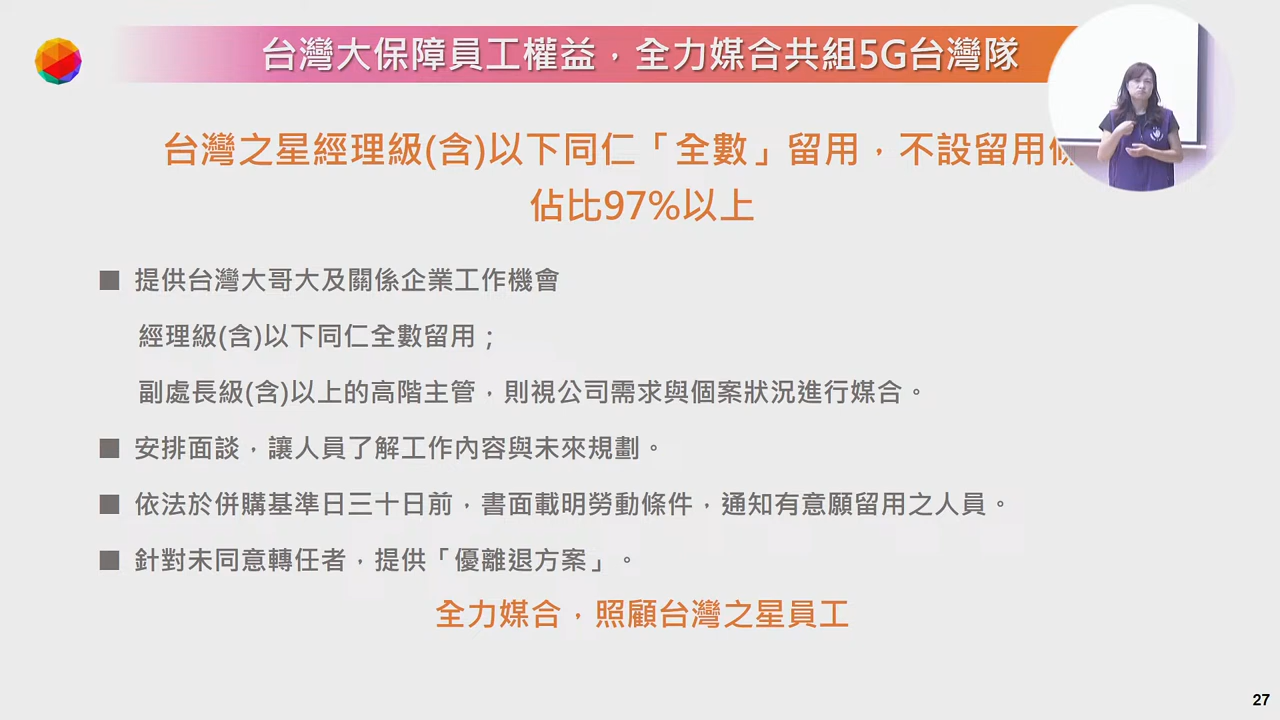 台灣大保障員工權益，全力媒合共組5G台灣隊
台灣之星經理級(含)以下同仁「全數」留用，不設留用
佔比97%以上
■ 提供台灣大哥大及關係企業工作機會
經理級(含)以下同仁全數留用；
副處長級(含)以上的高階主管，則視公司需求與個案狀況進行媒合。
■ 安排面談，讓人員了解工作內容與未來規劃。
■ 依法於併購基準日三十日前，書面載明勞動條件，通知有意願留用之人員。
■ 針對未同意轉任者，提供「優離退方案」。
全力媒合，照顧台灣之星員工
27